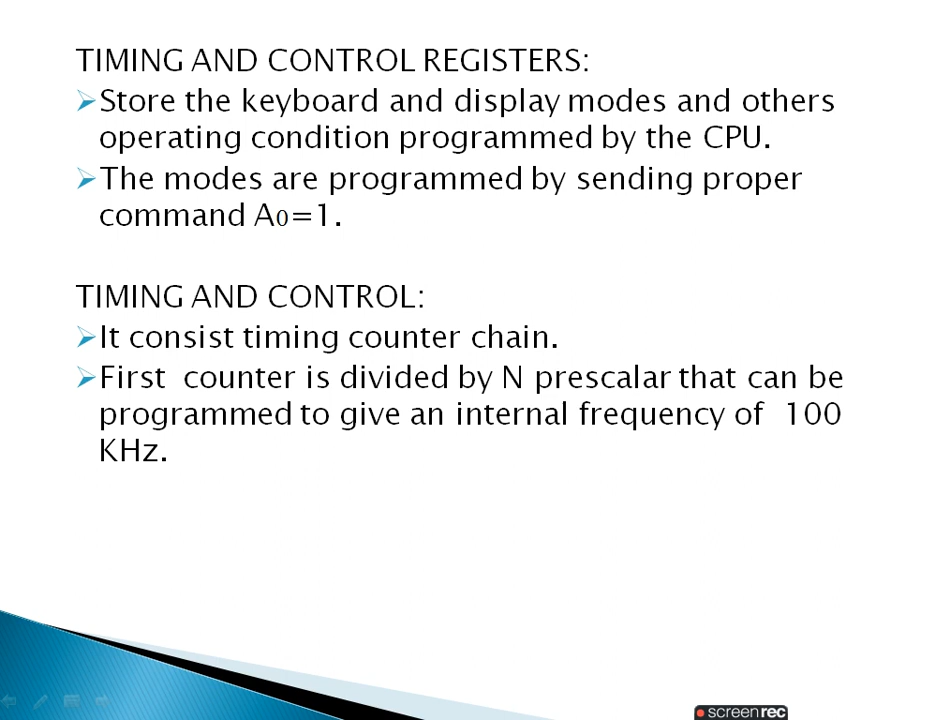 TIMING AND CONTROL REGISTERS:
Store the keyboard and display modes and others
operating condition programmed by the CPU.
The modes are programmed by sending proper
command A0=1.
TIMING AND CONTROL:
It consist timing counter chain.
First counter is divided by N prescalar that can be
programmed to give an internal frequency of 100
KHz.
screenrec